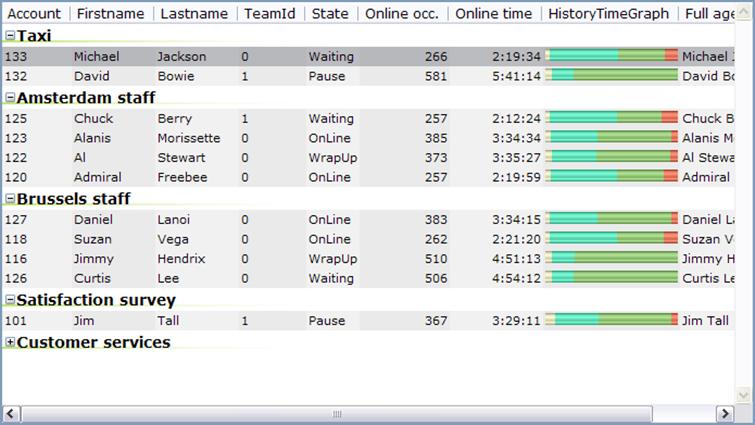 Account Firstname Lastname TeamId State Online occ. Online time HistoryTimeGraph Full age
Taxi
133 Michael Jackson 0 Waiting 266 2:19:34 Michael J
132 David Bowie 1 Pause 581 5:41:14 David Bo
Amsterdam staff
125 Chuck Berry 1 Waiting 257 2:12:24 Chuck B
123 Alanis Morissette 0 OnLine 385 3:34:34 Alanis Mo
122 Al Stewart 0 WrapUp 373 3:35:27 Al Stewa
120 Admiral Freebee 0 OnLine 257 2:19:59 Admiral
Brussels staff
127 Daniel Lanoi 0 OnLine 383 3:34:15 Daniel La
118 Suzan Vega 0 OnLine 262 2:21:20 Suzan V
116 Jimmy Hendrix 0 WrapUp 510 4:51:13 Jimmy H
126 Curtis Lee 0 Waiting 506 4:54:12 Curtis Le
Satisfaction survey
101 Jim Tall 1 Pause 367 3:29:11 Jim Tall
Customer services